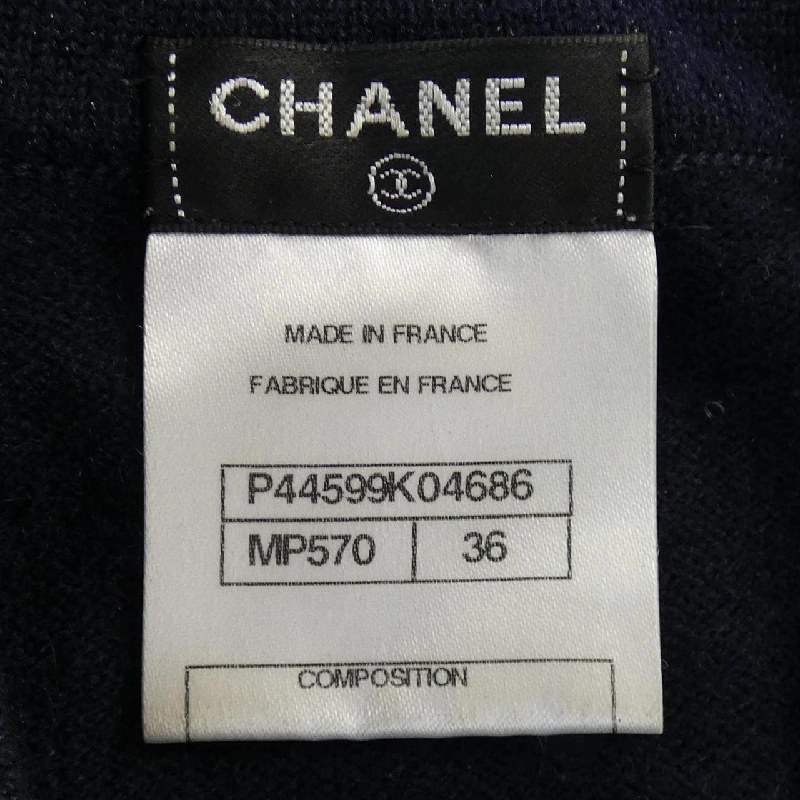 CHANEL
MADE IN FRANCE
FABRIQUE EN FRANCE
P44599K04686
MP570 36
COMPOSITION